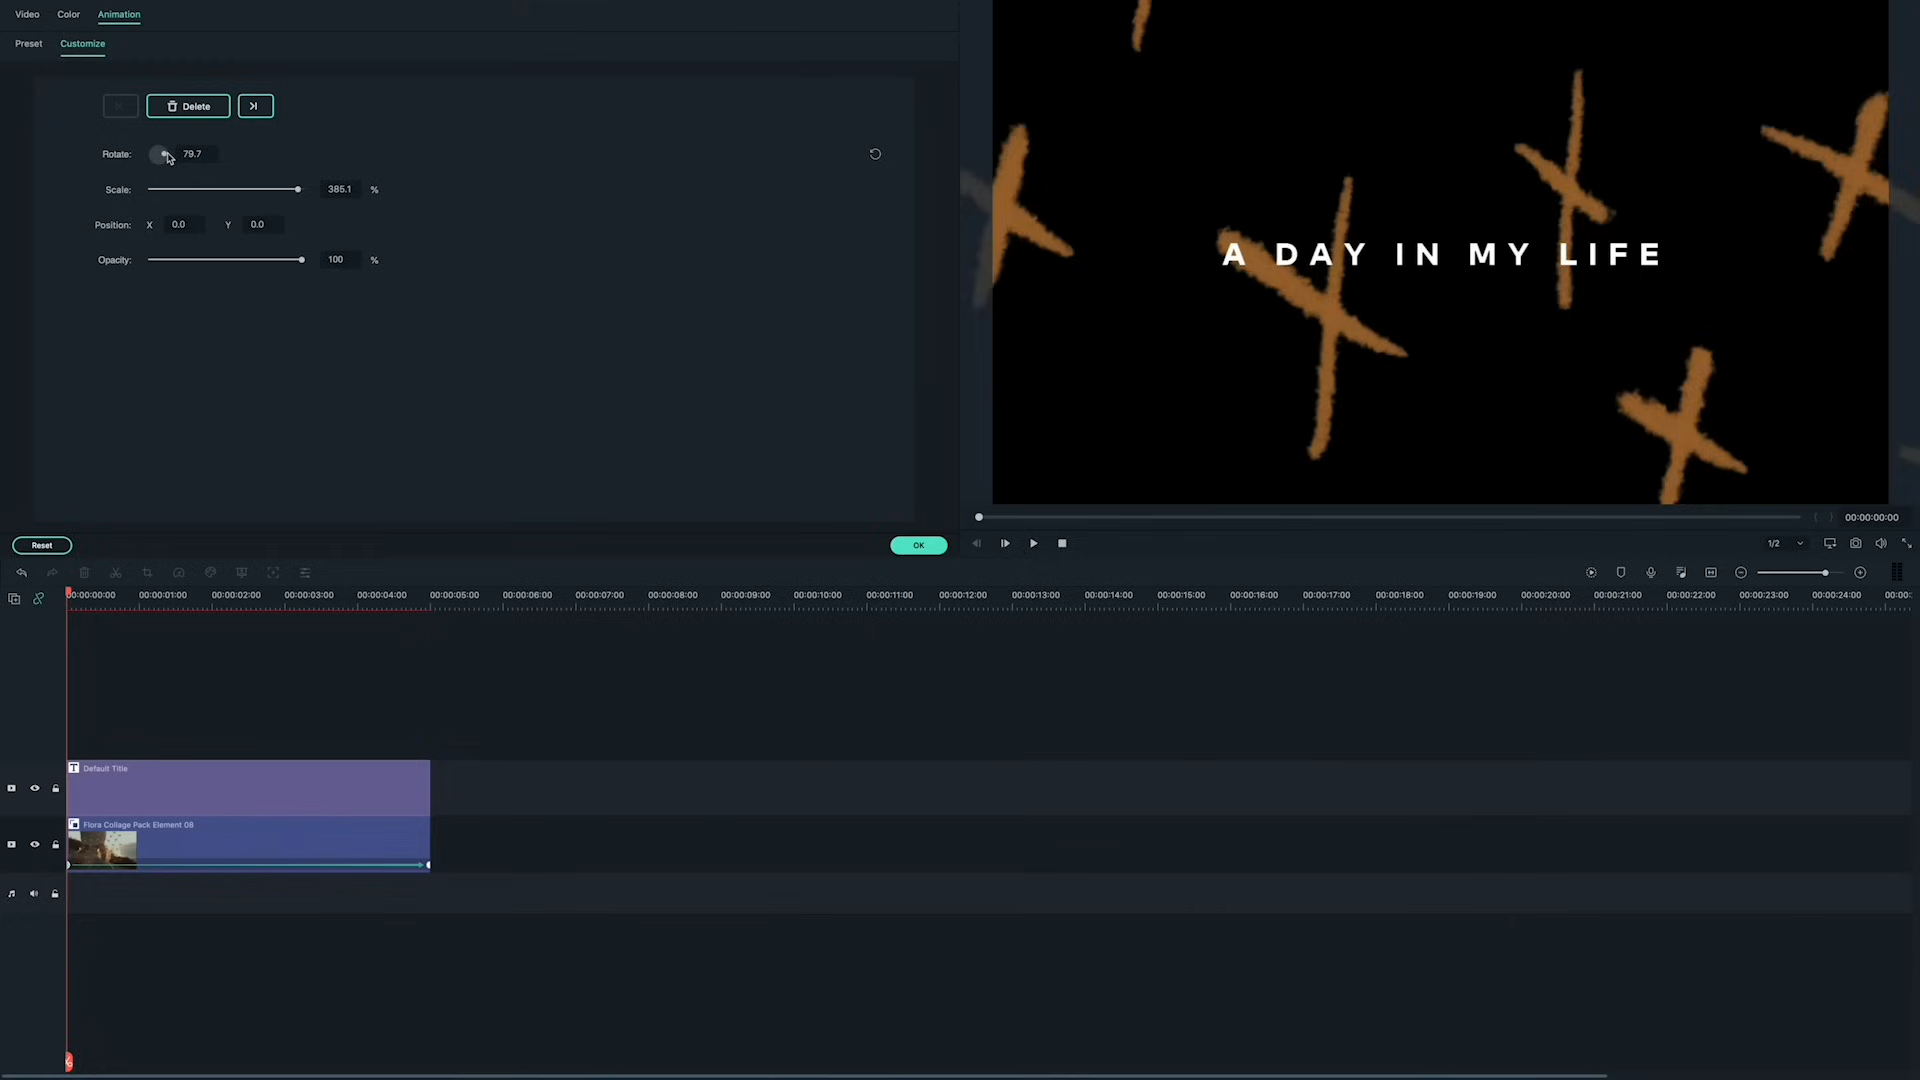 Video Color Animation
Preset Customize
Delete
Rotate: 79.7
Scale: 385.1 %
Position: X 0.0 Y 0.0
Opacity: 100 %
A DAY IN MY LIFE
00:00:00:00
Reset OK
1/2
00:00:00:00 00:00:01:00 00:00:02:00 00:00:03:00 00:00:04:00 00:00:05:00 00:00:06:00 00:00:07:00 00:00:08:00 00:00:09:00 00:00:10:00 00:00:11:00 00:00:12:00 00:00:13:00 00:00:14:00 00:00:15:00 00:00:16:00 00:00:17:00 00:00:18:00 00:00:19:00 00:00:20:00 00:00:21:00 00:00:22:00 00:00:23:00 00:00:24:00
Default Title
Flora Collage Pack Element 08